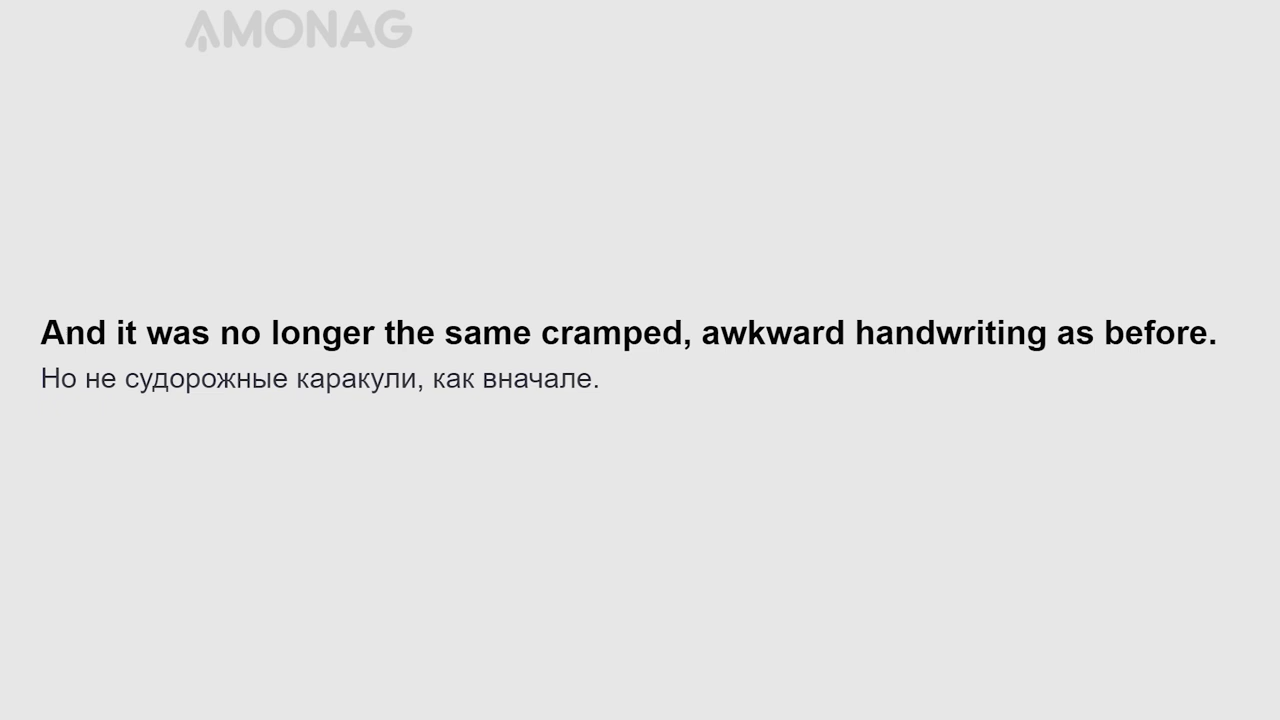 AMONAG
And it was no longer the same cramped, awkward handwriting as before.
Но не судорожные каракули, как вначале.